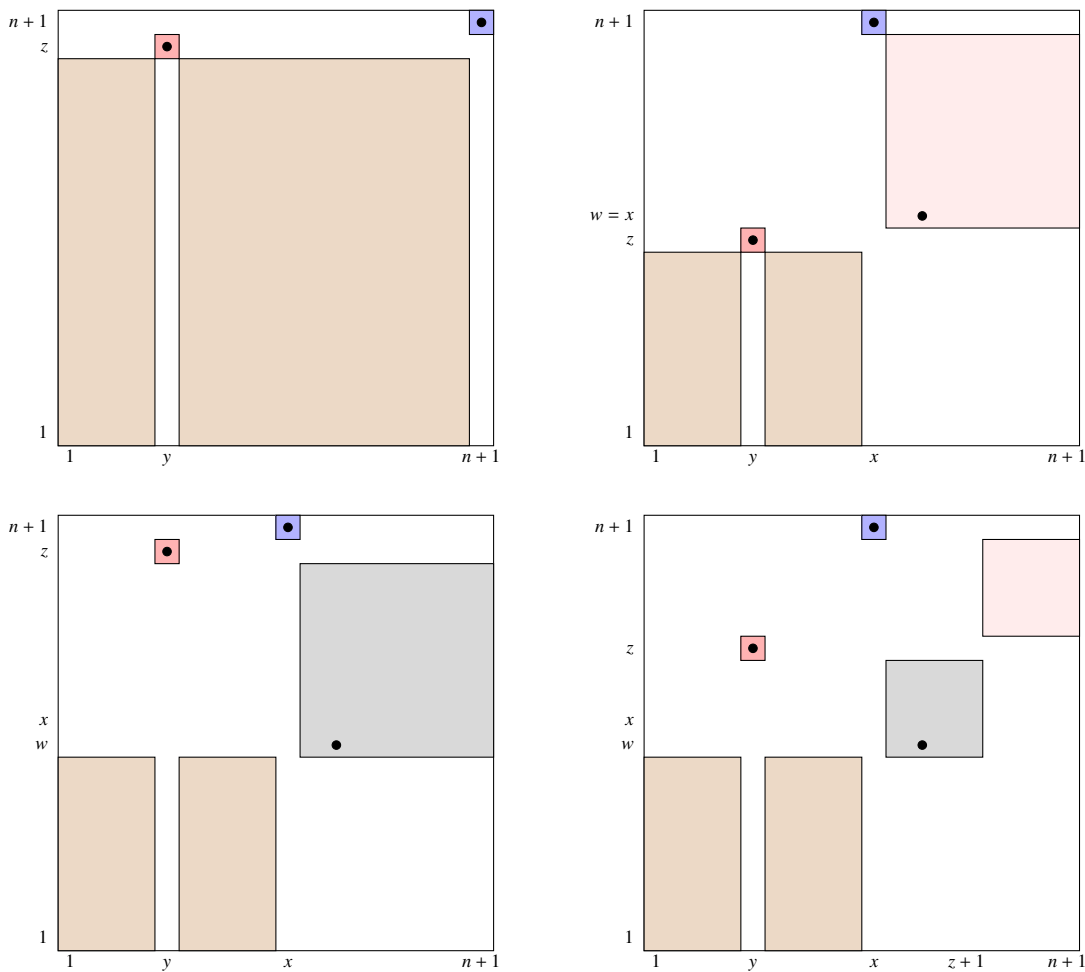 n + 1
z
1
1 y n + 1
n + 1
w = x
z
1
1 y x n + 1
n + 1
z
x
w
1
1 y x n + 1
n + 1
z
x
w
1
1 y x z + 1 n + 1